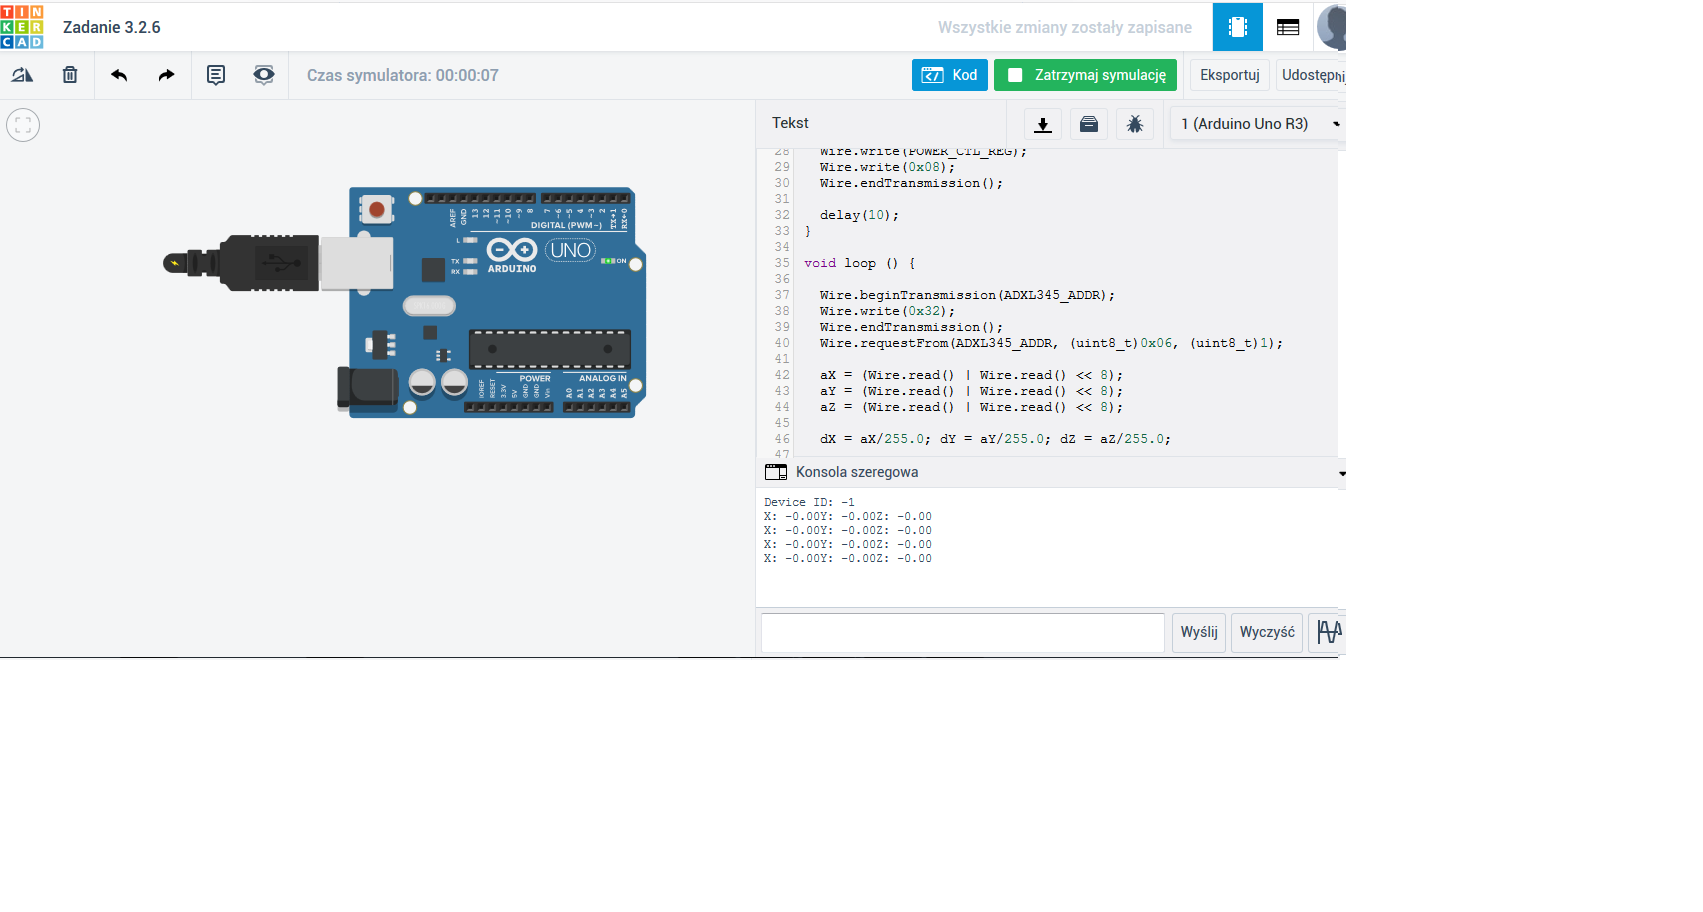 TIN
KER
CAD
Zadanie 3.2.6
Wszystkie zmiany zostały zapisane
Czas symulatora: 00:00:07
Kod
Zatrzymaj symulację
Eksportuj
Udostępnij
Tekst
1 (Arduino Uno R3)
AREF
GND
13
12
~11
~10
~9
8
7
~6
~5
4
~3
2
TX→1
RX←0
DIGITAL (PWM~)
L
TX
RX
ARDUINO
UNO
ON
POWER
ANALOG IN
IOREF
RESET
3.3V
5V
GND
GND
Vin
A0
A1
A2
A3
A4
A5
28 Wire.write(POWER_CTL_REG);
29 Wire.write(0x08);
30 Wire.endTransmission();
31
32 delay(10);
33 }
34
35 void loop () {
36
37 Wire.beginTransmission(ADXL345_ADDR);
38 Wire.write(0x32);
39 Wire.endTransmission();
40 Wire.requestFrom(ADXL345_ADDR, (uint8_t)0x06, (uint8_t)1);
41
42 aX = (Wire.read() | Wire.read() << 8);
43 aY = (Wire.read() | Wire.read() << 8);
44 aZ = (Wire.read() | Wire.read() << 8);
45
46 dX = aX/255.0; dY = aY/255.0; dZ = aZ/255.0;
47
Konsola szeregowa
Device ID: -1
X: -0.00Y: -0.00Z: -0.00
X: -0.00Y: -0.00Z: -0.00
X: -0.00Y: -0.00Z: -0.00
X: -0.00Y: -0.00Z: -0.00
Wyślij
Wyczyść